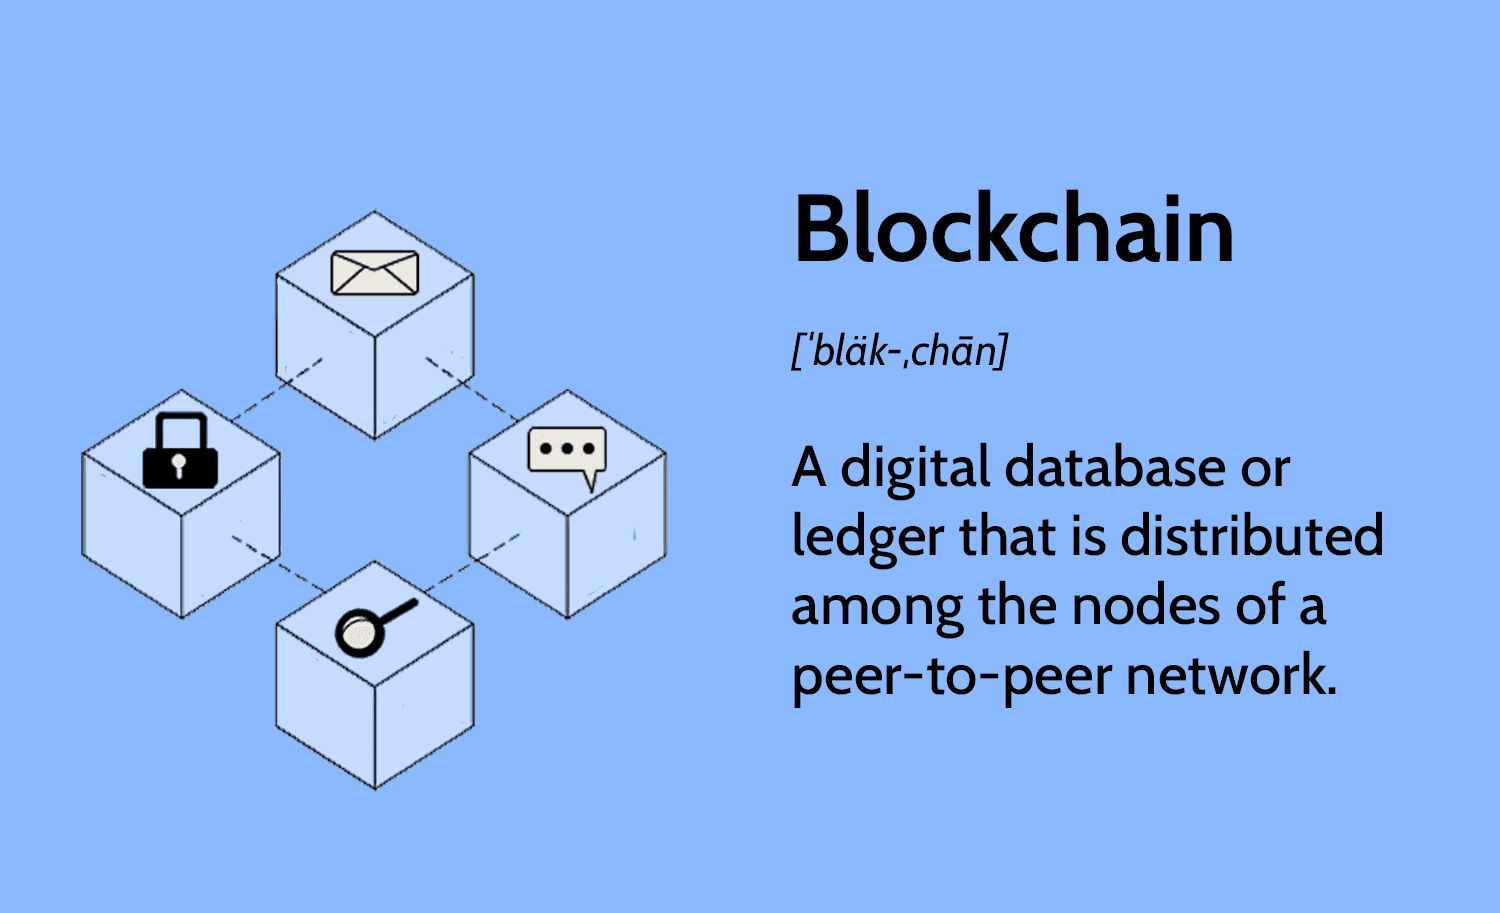 Blockchain
[ˈbläk-ˌchān]
A digital database or
ledger that is distributed
among the nodes of a
peer-to-peer network.